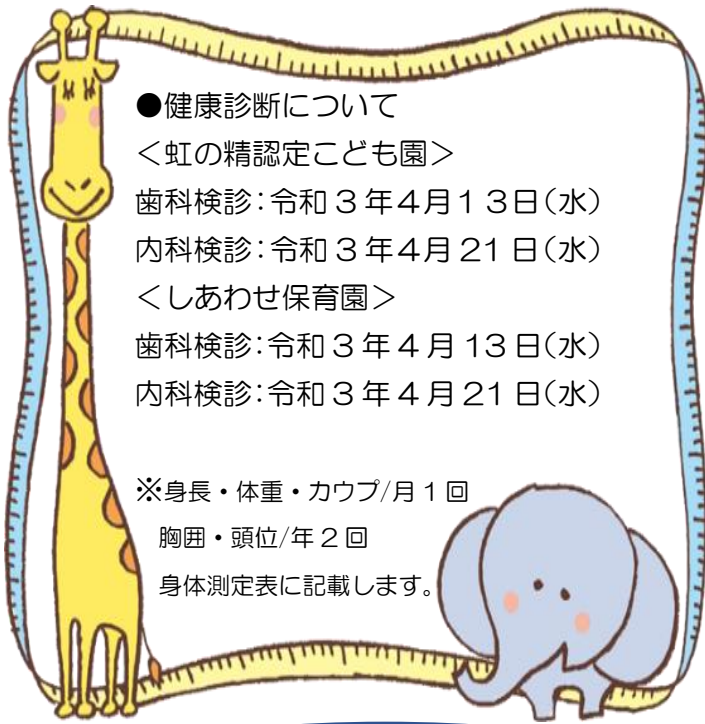 ●健康診断について
＜虹の精認定こども園＞
歯科検診：令和３年４月１３日（水）
内科検診：令和３年４月21日（水）
＜しあわせ保育園＞
歯科検診：令和３年４月13日（水）
内科検診：令和３年４月21日（水）
※身長・体重・カウプ/月１回
胸囲・頭位/年２回
身体測定表に記載します。